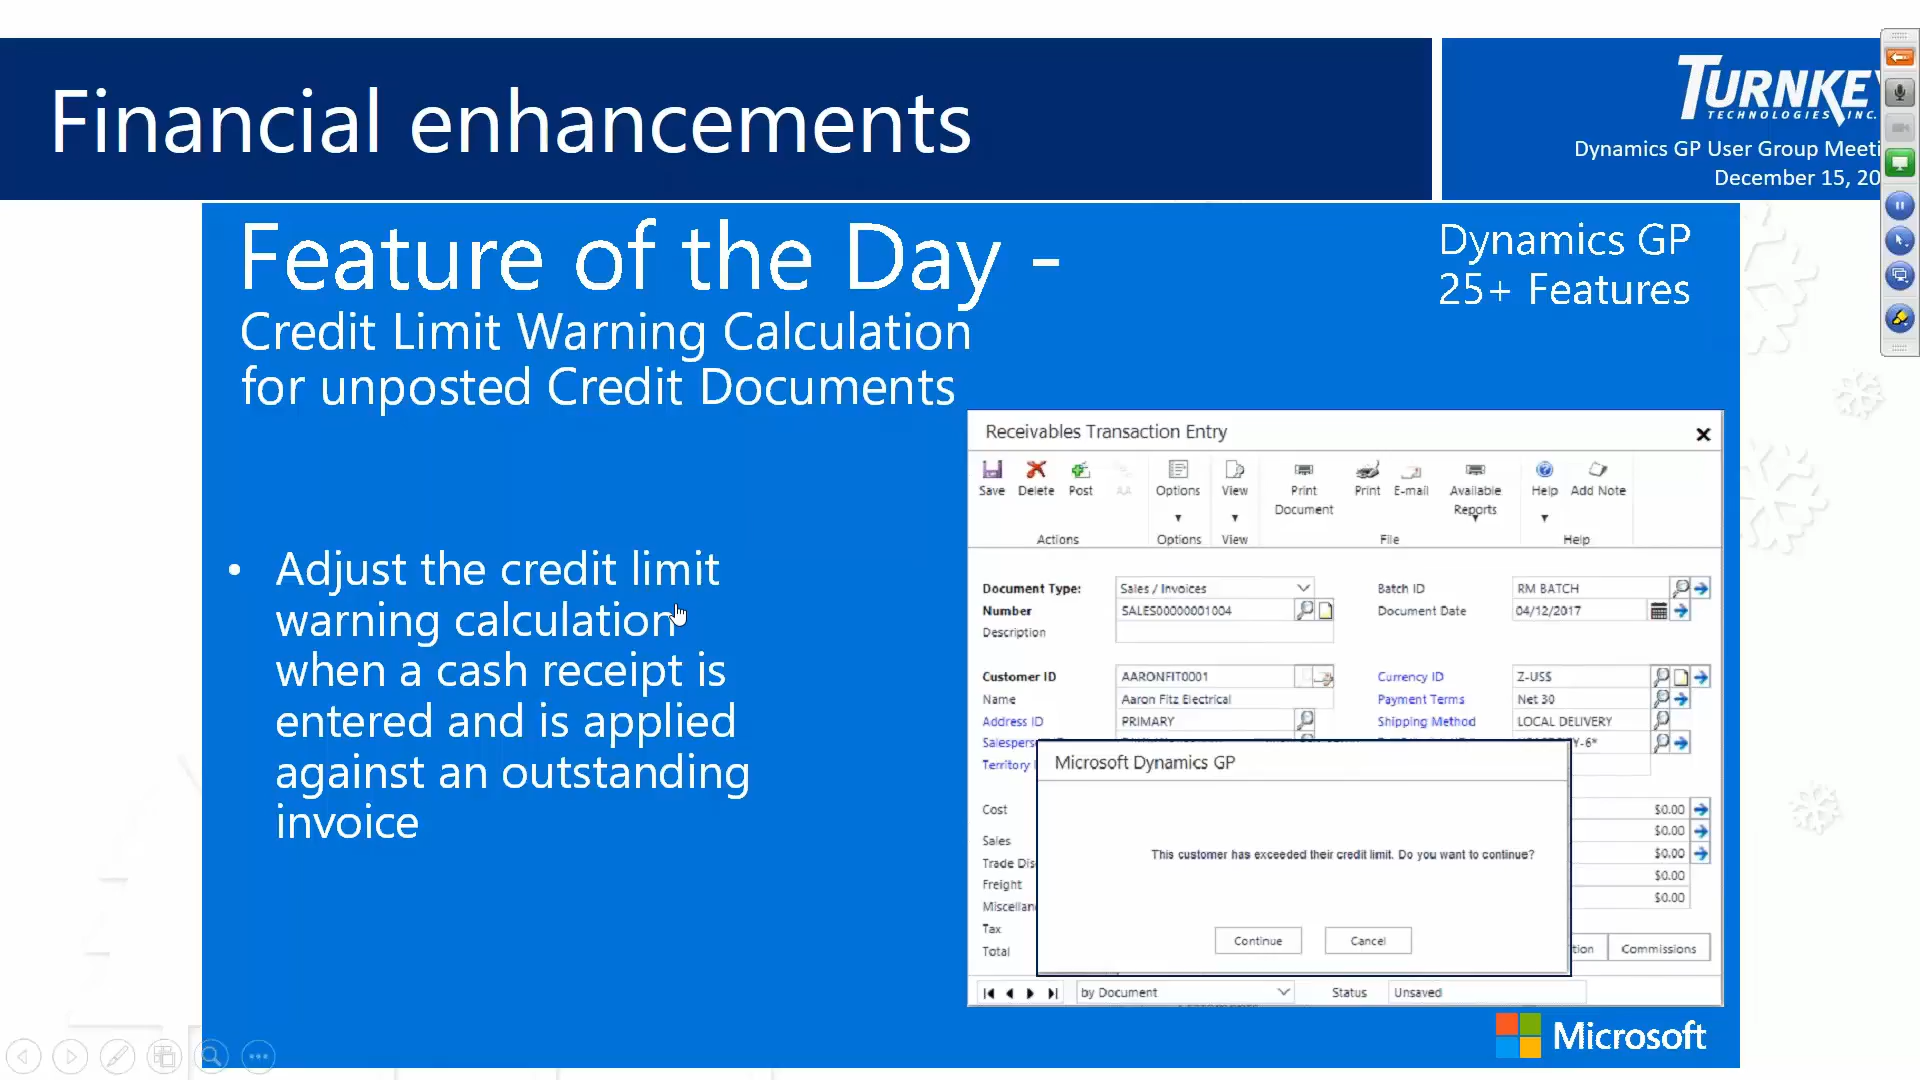 Financial enhancements
TURNKEY
TECHNOLOGIES, INC.
Dynamics GP User Group Meeti
December 15, 20
Feature of the Day -
Credit Limit Warning Calculation
for unposted Credit Documents
Dynamics GP
25+ Features
• Adjust the credit limit
warning calculation
when a cash receipt is
entered and is applied
against an outstanding
invoice
Receivables Transaction Entry
Save Delete Post AA Options View Print Document Print E-mail Available Reports Help Add Note
Actions Options View File Help
Document Type: Sales / Invoices Batch ID RM BATCH
Number SALES00000001004 Document Date 04/12/2017
Description
Customer ID AARONFIT0001 Currency ID Z-US$
Name Aaron Fitz Electrical Payment Terms Net 30
Address ID PRIMARY Shipping Method LOCAL DELIVERY
Salespers Y-6*
Territory
Cost $0.00
Sales $0.00
Trade Dis $0.00
Freight $0.00
Miscellan $0.00
Tax
Total tion Commissions
Microsoft Dynamics GP
This customer has exceeded their credit limit. Do you want to continue?
Continue Cancel
by Document Status Unsaved
Microsoft